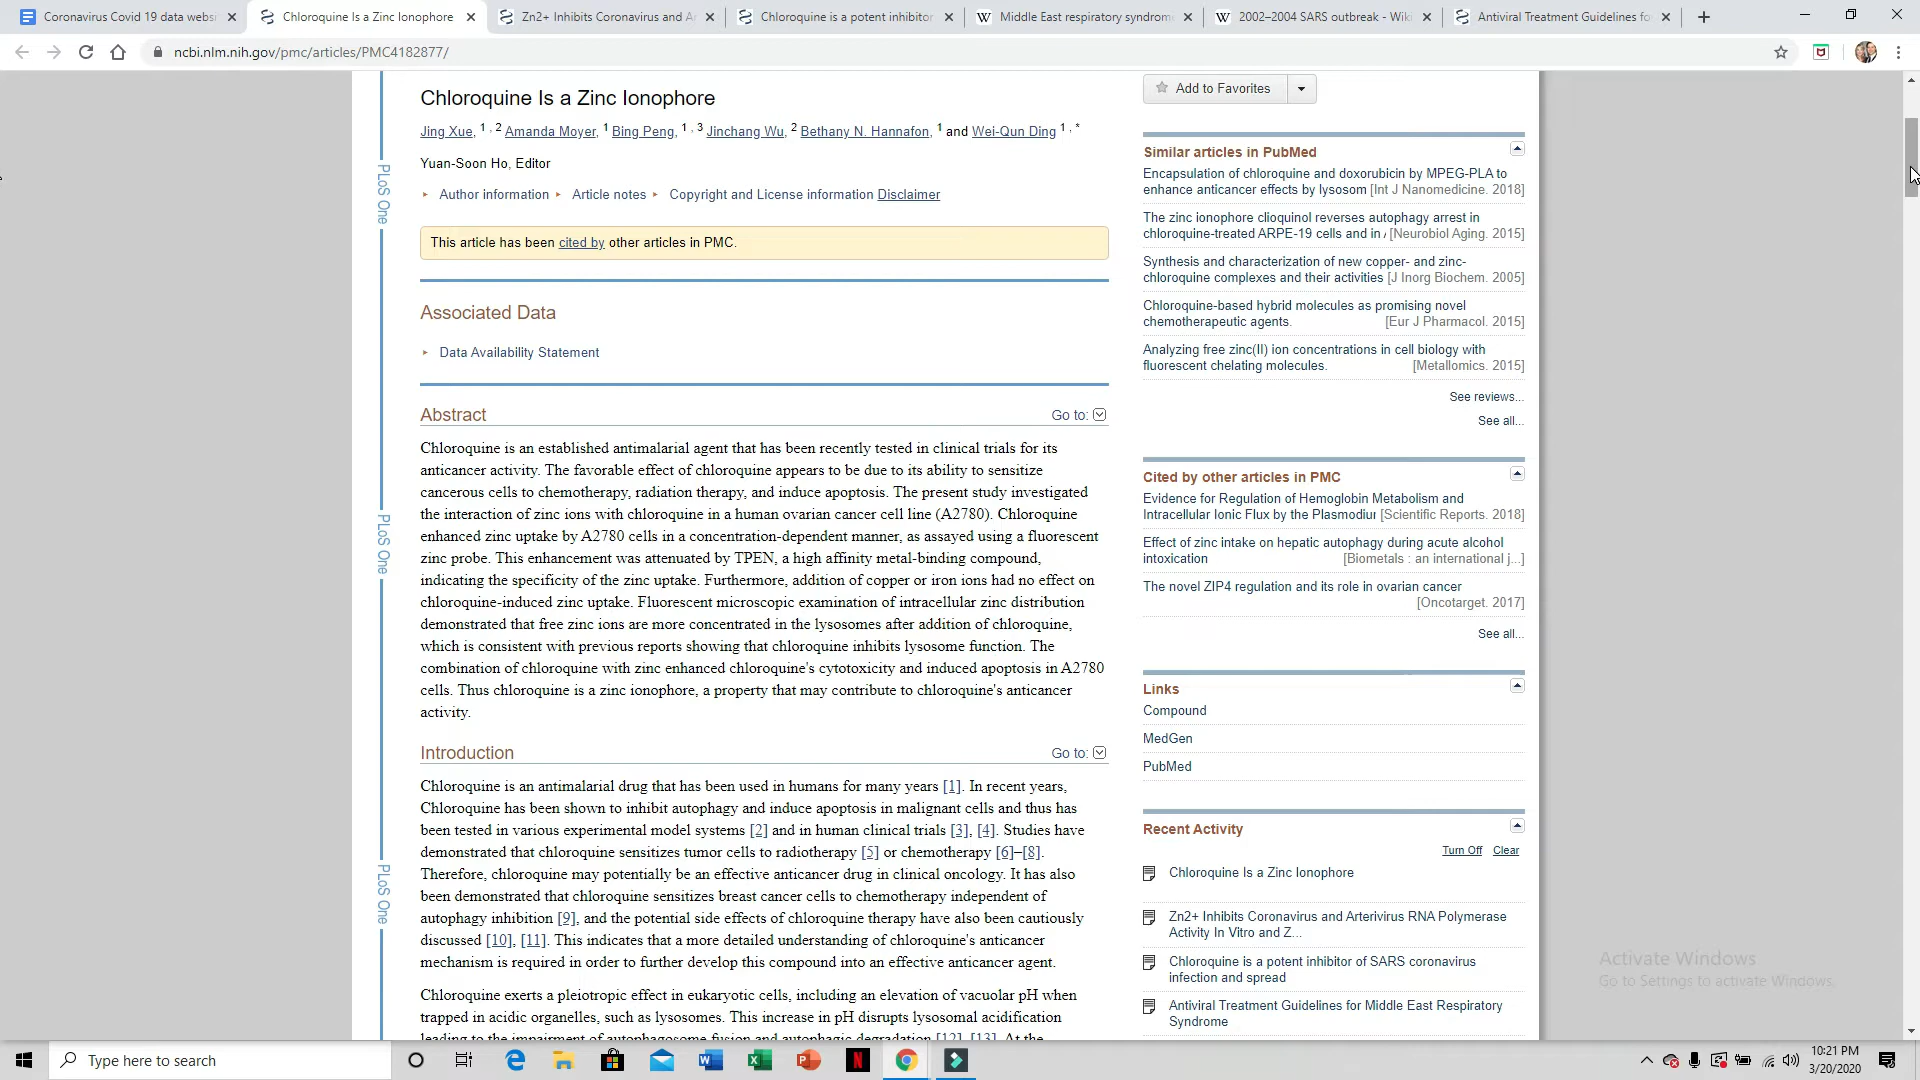 Coronavirus Covid 19 data webs
Chloroquine Is a Zinc Ionophore
Zn2+ Inhibits Coronavirus and A
Chloroquine is a potent inhibitor
Middle East respiratory syndrom
2002–2004 SARS outbreak - Wiki
Antiviral Treatment Guidelines fo
ncbi.nlm.nih.gov/pmc/articles/PMC4182877/
PLoS One
PLoS One
PLoS One
Chloroquine Is a Zinc Ionophore
Jing Xue, 1, 2 Amanda Moyer, 1 Bing Peng, 1, 3 Jinchang Wu, 2 Bethany N. Hannafon, 1 and Wei-Qun Ding 1, *
Yuan-Soon Ho, Editor
Author information Article notes Copyright and License information Disclaimer
This article has been cited by other articles in PMC.
Associated Data
Data Availability Statement
Abstract Go to:
Chloroquine is an established antimalarial agent that has been recently tested in clinical trials for its
anticancer activity. The favorable effect of chloroquine appears to be due to its ability to sensitize
cancerous cells to chemotherapy, radiation therapy, and induce apoptosis. The present study investigated
the interaction of zinc ions with chloroquine in a human ovarian cancer cell line (A2780). Chloroquine
enhanced zinc uptake by A2780 cells in a concentration-dependent manner, as assayed using a fluorescent
zinc probe. This enhancement was attenuated by TPEN, a high affinity metal-binding compound,
indicating the specificity of the zinc uptake. Furthermore, addition of copper or iron ions had no effect on
chloroquine-induced zinc uptake. Fluorescent microscopic examination of intracellular zinc distribution
demonstrated that free zinc ions are more concentrated in the lysosomes after addition of chloroquine,
which is consistent with previous reports showing that chloroquine inhibits lysosome function. The
combination of chloroquine with zinc enhanced chloroquine's cytotoxicity and induced apoptosis in A2780
cells. Thus chloroquine is a zinc ionophore, a property that may contribute to chloroquine's anticancer
activity.
Introduction Go to:
Chloroquine is an antimalarial drug that has been used in humans for many years [1]. In recent years,
Chloroquine has been shown to inhibit autophagy and induce apoptosis in malignant cells and thus has
been tested in various experimental model systems [2] and in human clinical trials [3], [4]. Studies have
demonstrated that chloroquine sensitizes tumor cells to radiotherapy [5] or chemotherapy [6]–[8].
Therefore, chloroquine may potentially be an effective anticancer drug in clinical oncology. It has also
been demonstrated that chloroquine sensitizes breast cancer cells to chemotherapy independent of
autophagy inhibition [9], and the potential side effects of chloroquine therapy have also been cautiously
discussed [10], [11]. This indicates that a more detailed understanding of chloroquine's anticancer
mechanism is required in order to further develop this compound into an effective anticancer agent.
Chloroquine exerts a pleiotropic effect in eukaryotic cells, including an elevation of vacuolar pH when
trapped in acidic organelles, such as lysosomes. This increase in pH disrupts lysosomal acidification
leading to the impairment of autophagosome fusion and autophagic degradation [12], [13]. At the
Add to Favorites
Similar articles in PubMed
Encapsulation of chloroquine and doxorubicin by MPEG-PLA to
enhance anticancer effects by lysosom [Int J Nanomedicine. 2018]
The zinc ionophore clioquinol reverses autophagy arrest in
chloroquine-treated ARPE-19 cells and in [Neurobiol Aging. 2015]
Synthesis and characterization of new copper- and zinc-
chloroquine complexes and their activities [J Inorg Biochem. 2005]
Chloroquine-based hybrid molecules as promising novel
chemotherapeutic agents. [Eur J Pharmacol. 2015]
Analyzing free zinc(II) ion concentrations in cell biology with
fluorescent chelating molecules. [Metallomics. 2015]
See reviews...
See all...
Cited by other articles in PMC
Evidence for Regulation of Hemoglobin Metabolism and
Intracellular Ionic Flux by the Plasmodiu [Scientific Reports. 2018]
Effect of zinc intake on hepatic autophagy during acute alcohol
intoxication [Biometals : an international j...]
The novel ZIP4 regulation and its role in ovarian cancer
[Oncotarget. 2017]
See all...
Links
Compound
MedGen
PubMed
Recent Activity
Turn Off Clear
Chloroquine Is a Zinc Ionophore
Zn2+ Inhibits Coronavirus and Arterivirus RNA Polymerase
Activity In Vitro and Z...
Chloroquine is a potent inhibitor of SARS coronavirus
infection and spread
Antiviral Treatment Guidelines for Middle East Respiratory
Syndrome
Activate Windows
Go to Settings to activate Windows.
Type here to search
10:21 PM
3/20/2020